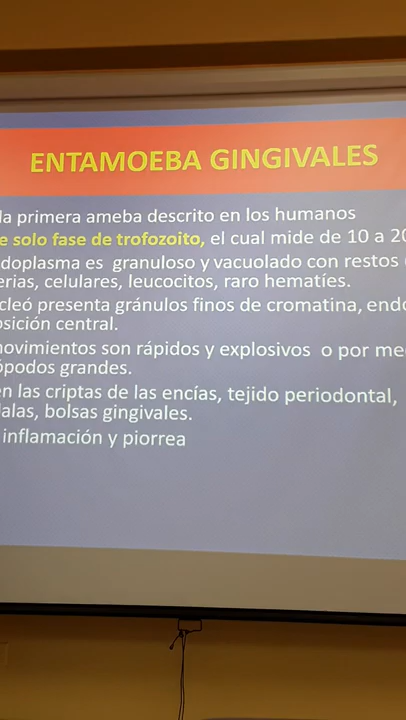 ENTAMOEBA GINGIVALES
la primera ameba descrito en los humanos
e solo fase de trofozoito, el cual mide de 10 a 20
doplasma es granuloso y vacuolado con restos
erias, celulares, leucocitos, raro hematíes.
cleó presenta gránulos finos de cromatina, endo
osición central.
movimientos son rápidos y explosivos o por me
ópodos grandes.
en las criptas de las encías, tejido periodontal,
alas, bolsas gingivales.
inflamación y piorrea